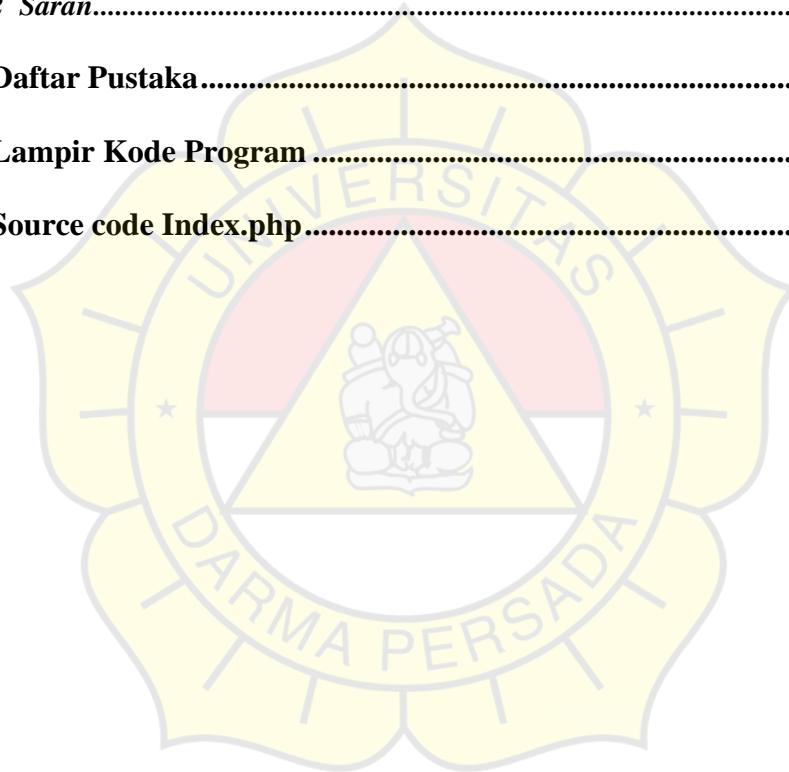 Saran........................................................................................................
Daftar Pustaka........................................................................................
Lampir Kode Program .........................................................................
Source code Index.php..........................................................................
UNIVERSITAS
DARMA PERSADA